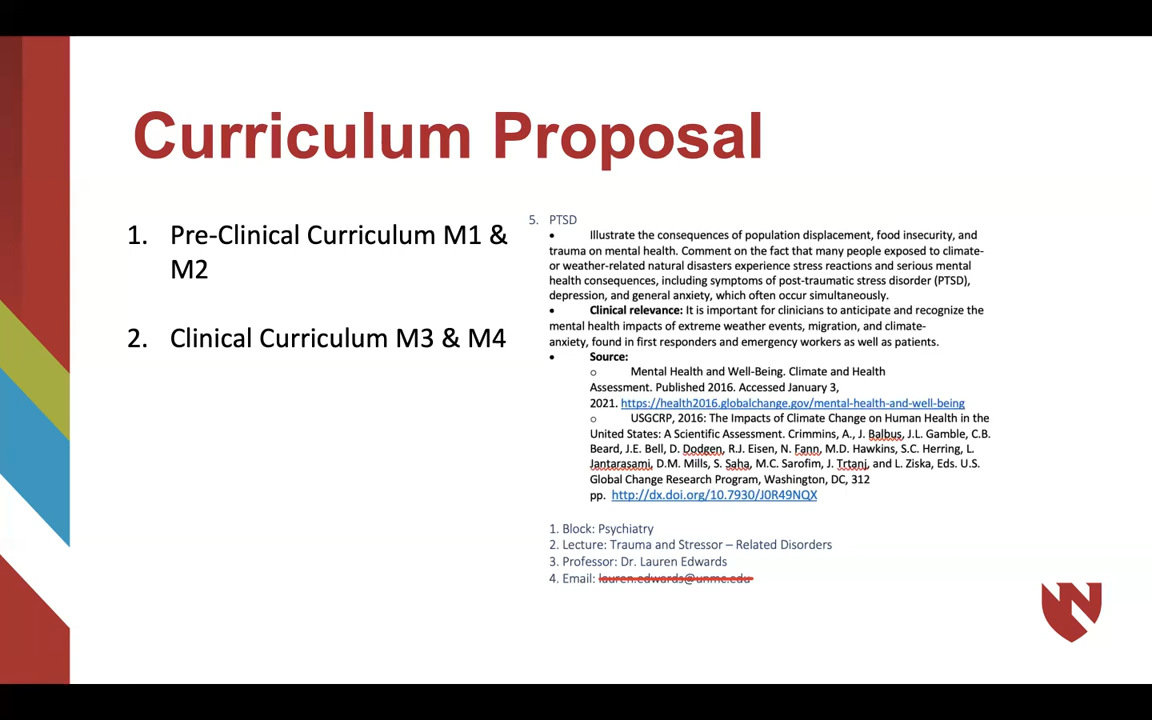 Curriculum Proposal
1. Pre-Clinical Curriculum M1 &
M2
2. Clinical Curriculum M3 & M4
5. PTSD
• Illustrate the consequences of population displacement, food insecurity, and
trauma on mental health. Comment on the fact that many people exposed to climate-
or weather-related natural disasters experience stress reactions and serious mental
health consequences, including symptoms of post-traumatic stress disorder (PTSD),
depression, and general anxiety, which often occur simultaneously.
• Clinical relevance: It is important for clinicians to anticipate and recognize the
mental health impacts of extreme weather events, migration, and climate-
anxiety, found in first responders and emergency workers as well as patients.
• Source:
○ Mental Health and Well-Being. Climate and Health
Assessment. Published 2016. Accessed January 3,
2021. https://health2016.globalchange.gov/mental-health-and-well-being
○ USGCRP, 2016: The Impacts of Climate Change on Human Health in the
United States: A Scientific Assessment. Crimmins, A., J. Balbus, J.L. Gamble, C.B.
Beard, J.E. Bell, D. Dodgen, R.J. Eisen, N. Fann, M.D. Hawkins, S.C. Herring, L.
Jantarasami, D.M. Mills, S. Saha, M.C. Sarofim, J. Trtanj, and L. Ziska, Eds. U.S.
Global Change Research Program, Washington, DC, 312
pp. http://dx.doi.org/10.7930/J0R49NQX
1. Block: Psychiatry
2. Lecture: Trauma and Stressor – Related Disorders
3. Professor: Dr. Lauren Edwards
4. Email: lauren.edwards@unmc.edu
N